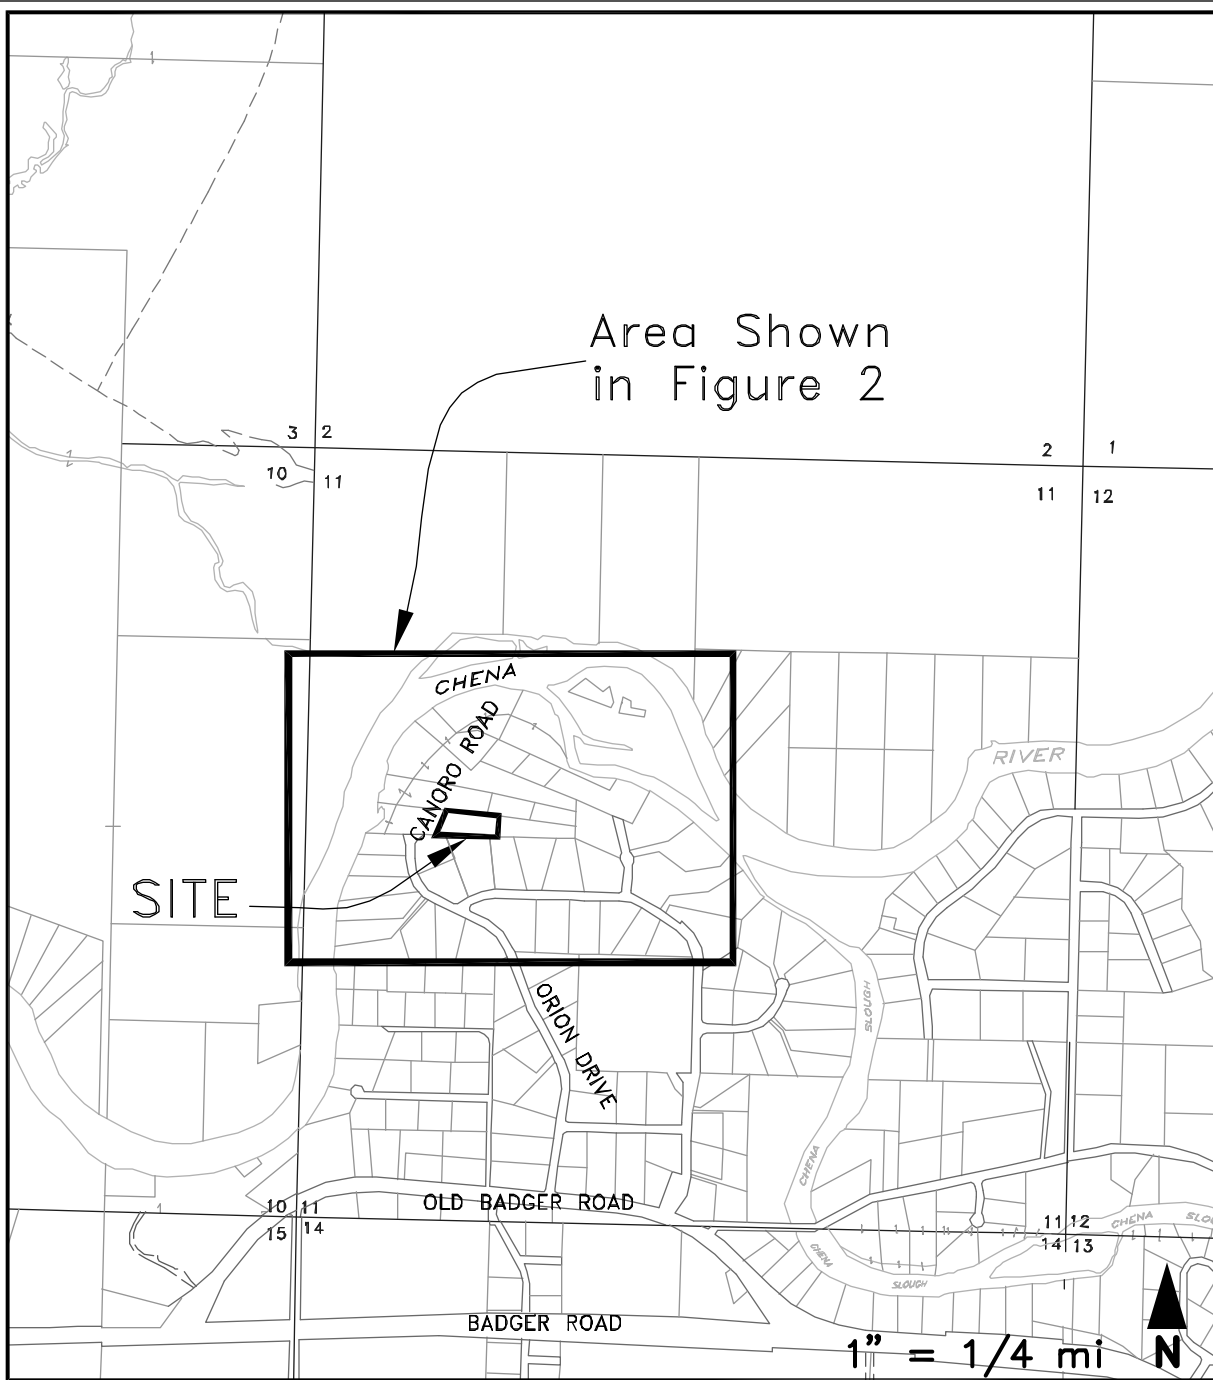 Area Shown
in Figure 2
3 2
10 11
2 1
11 12
CHENA
CANORO ROAD
RIVER
SITE
SLOUGH
ORION DRIVE
CHENA
OLD BADGER ROAD
10 11
15 14
11 12
14 13
CHENA SLOU
CHENA
SLOUGH
BADGER ROAD
1" = 1/4 mi N